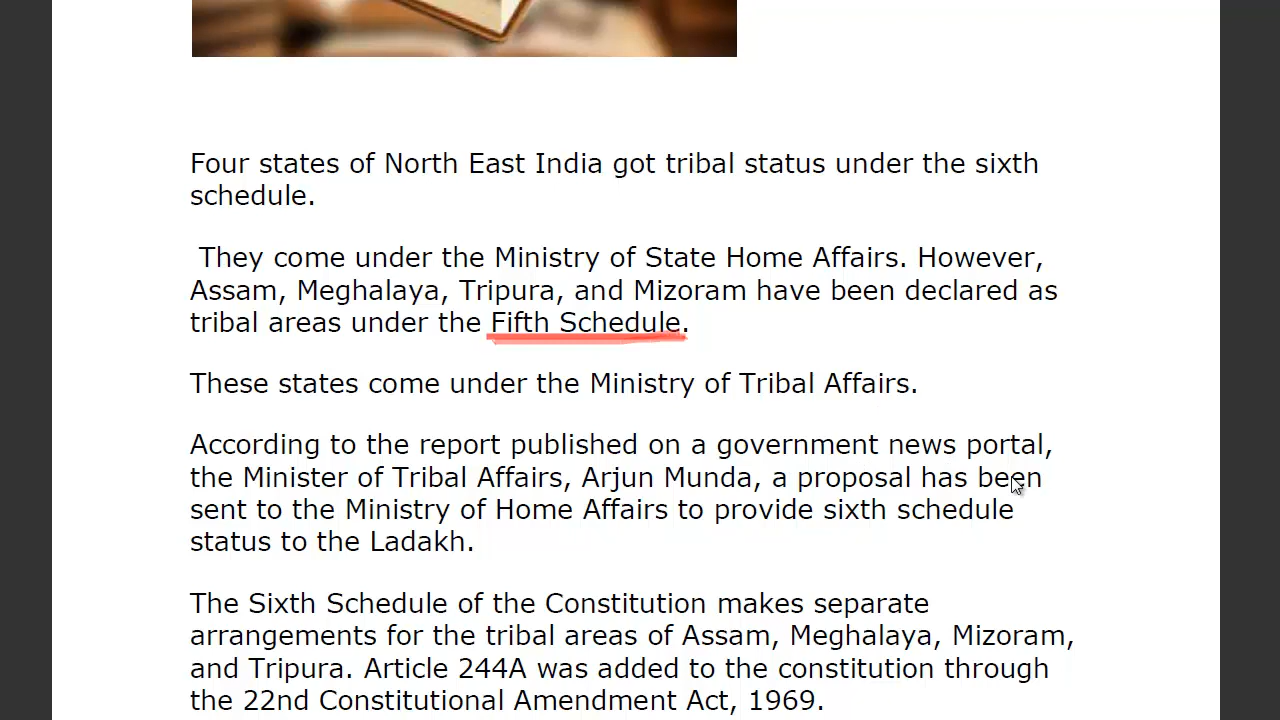 Four states of North East India got tribal status under the sixth
schedule.
They come under the Ministry of State Home Affairs. However,
Assam, Meghalaya, Tripura, and Mizoram have been declared as
tribal areas under the Fifth Schedule.
These states come under the Ministry of Tribal Affairs.
According to the report published on a government news portal,
the Minister of Tribal Affairs, Arjun Munda, a proposal has been
sent to the Ministry of Home Affairs to provide sixth schedule
status to the Ladakh.
The Sixth Schedule of the Constitution makes separate
arrangements for the tribal areas of Assam, Meghalaya, Mizoram,
and Tripura. Article 244A was added to the constitution through
the 22nd Constitutional Amendment Act, 1969.